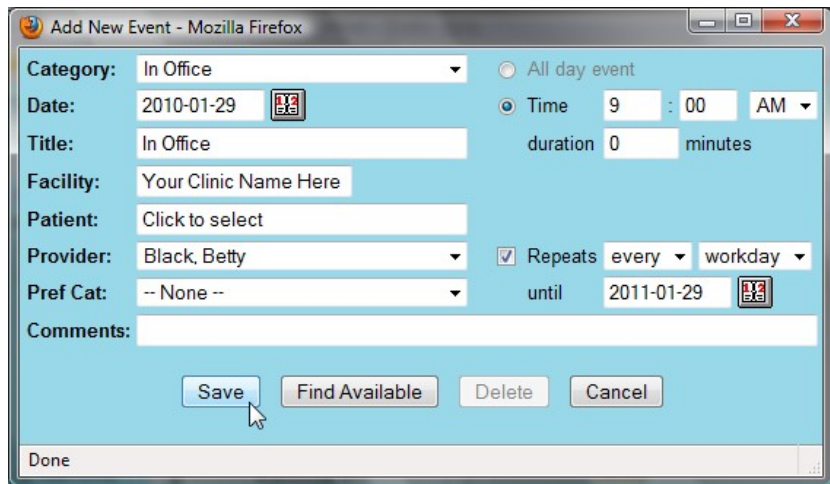 Add New Event - Mozilla Firefox
Category: In Office All day event
Date: 2010-01-29 Time 9 : 00 AM
Title: In Office duration 0 minutes
Facility: Your Clinic Name Here
Patient: Click to select
Provider: Black, Betty Repeats every workday
Pref Cat: -- None -- until 2011-01-29
Comments:
Save Find Available Delete Cancel
Done